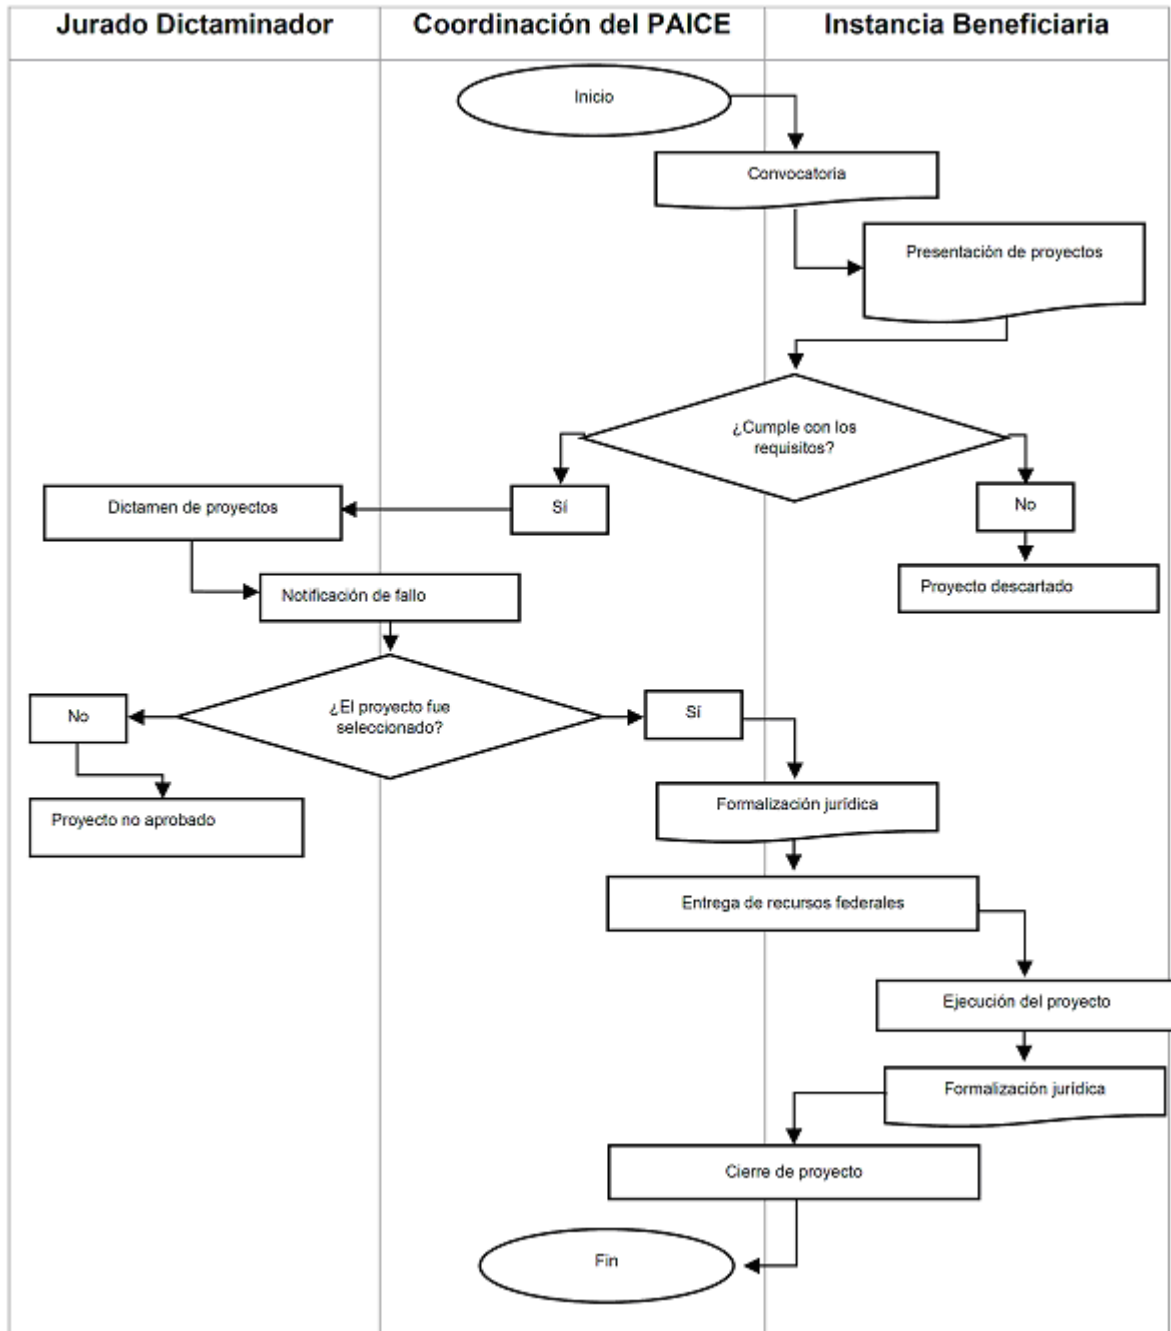 Jurado Dictaminador
Coordinación del PAICE
Instancia Beneficiaria
Inicio
Convocatoria
Presentación de proyectos
¿Cumple con los
requisitos?
Sí
No
Dictamen de proyectos
Proyecto descartado
Notificación de fallo
¿El proyecto fue
seleccionado?
No
Sí
Proyecto no aprobado
Formalización jurídica
Entrega de recursos federales
Ejecución del proyecto
Formalización jurídica
Cierre de proyecto
Fin